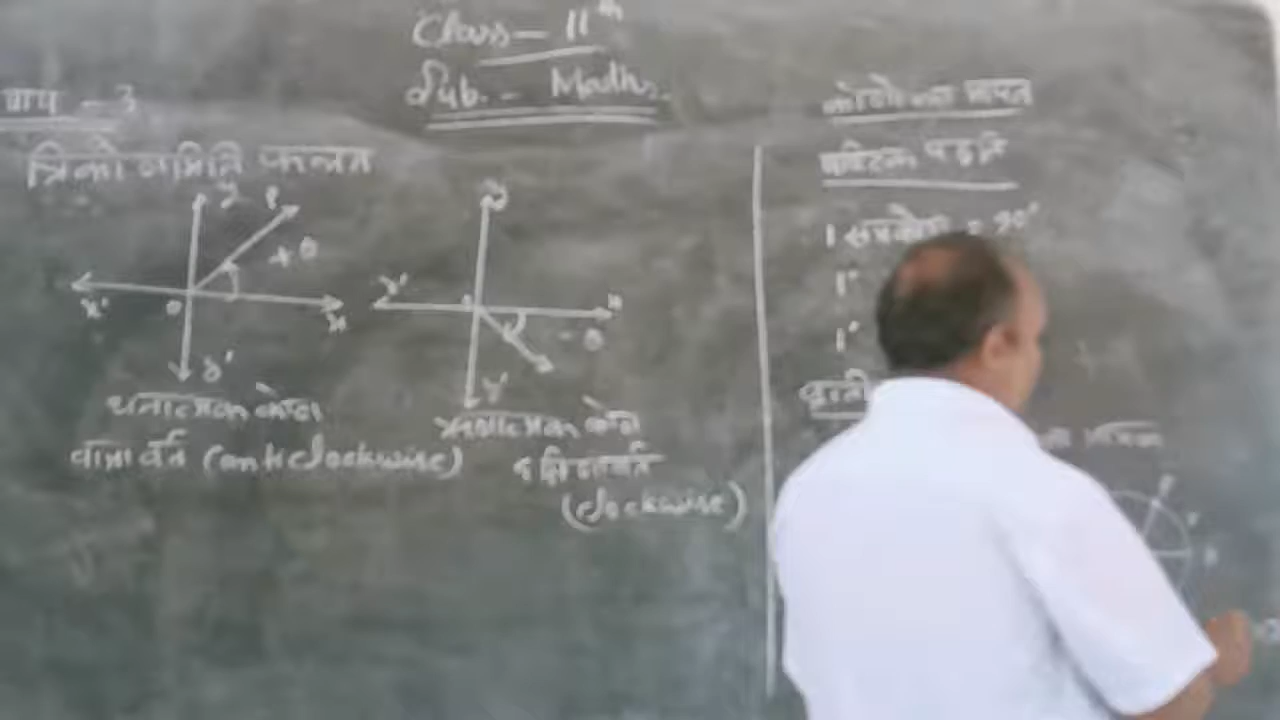 Class - 11th
Sub. - Maths.
पाठ - 3
त्रिकोणमिति फलन
y P
+ θ
x' o x
y'
धनात्मक कोण
वामावर्त (anticlockwise)
y
x' x
- θ
y'
ऋणात्मक कोण
दक्षिणावर्त
(clockwise)
कोणों का मापन
षष्टिक पद्धति
1 समकोण = 90°
1°
1'